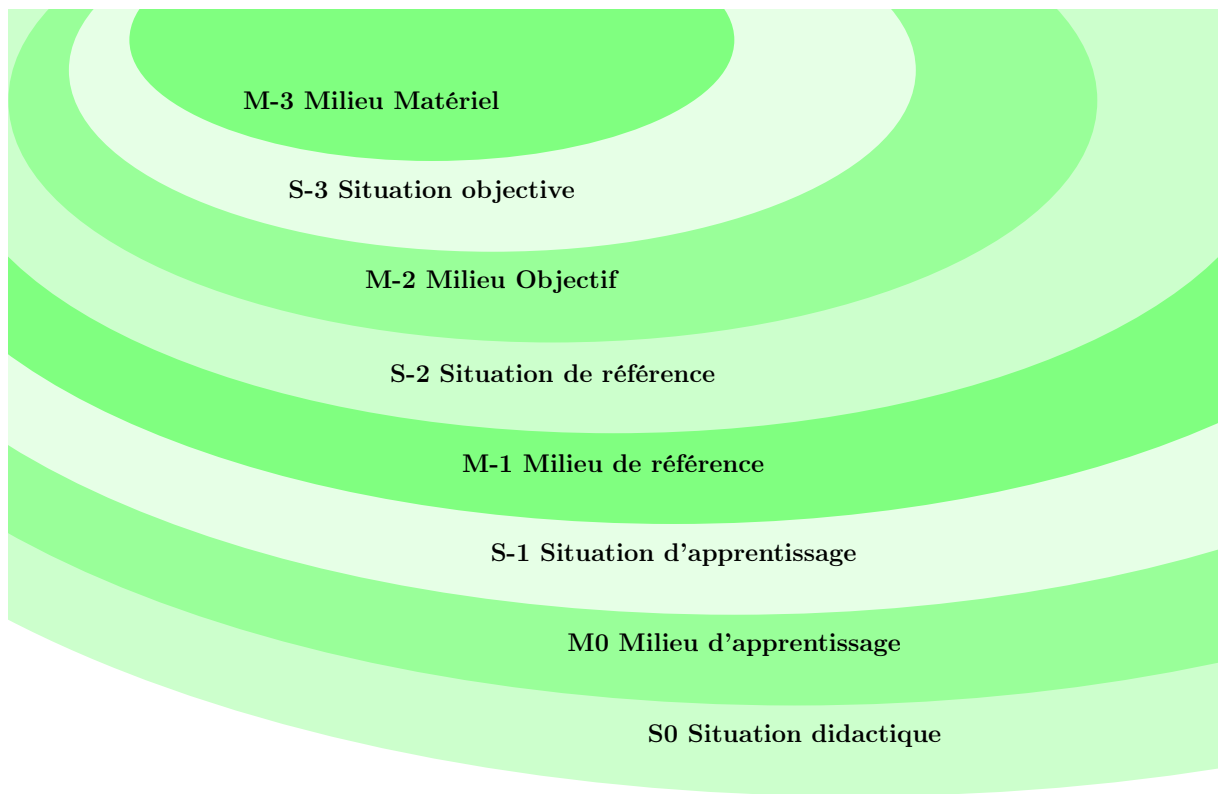 M-3 Milieu Matériel
S-3 Situation objective
M-2 Milieu Objectif
S-2 Situation de référence
M-1 Milieu de référence
S-1 Situation d'apprentissage
M0 Milieu d'apprentissage
S0 Situation didactique